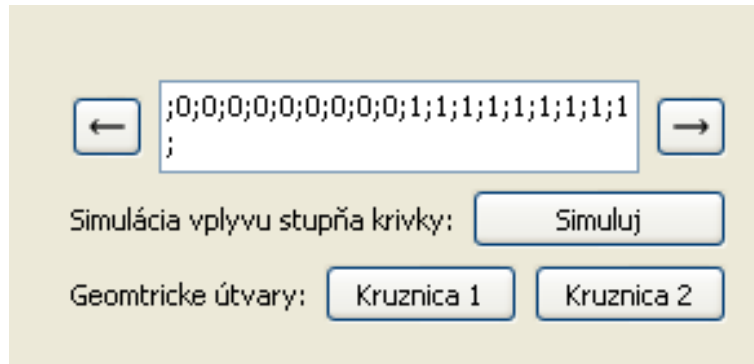 ←
;0;0;0;0;0;0;0;0;0;1;1;1;1;1;1;1;1;1
;
→
Simulácia vplyvu stupňa krivky: Simuluj
Geomtricke útvary: Kruznica 1 Kruznica 2